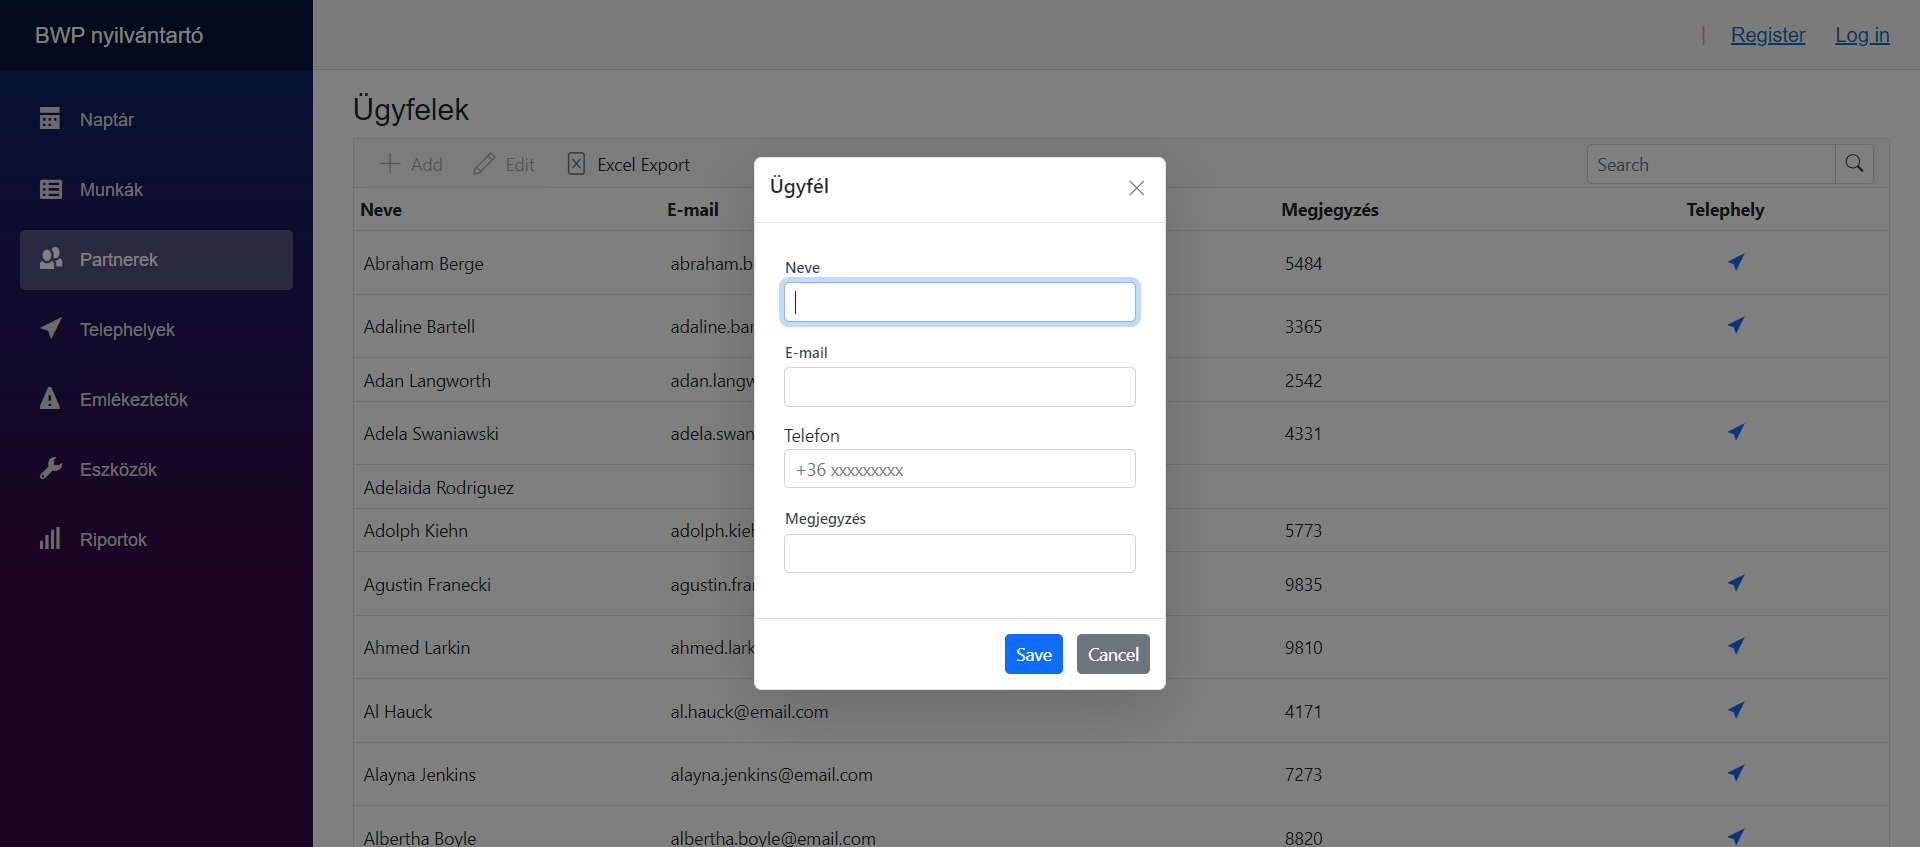 BWP nyilvántartó
| Register Log in
Naptár
Munkák
Partnerek
Telephelyek
Emlékeztetők
Eszközök
Riportok
Ügyfelek
Add Edit Excel Export Search
Neve E-mail Megjegyzés Telephely
Abraham Berge abraham.b 5484
Adaline Bartell adaline.bar 3365
Adan Langworth adan.langw 2542
Adela Swaniawski adela.swan 4331
Adelaida Rodriguez
Adolph Kiehn adolph.kieh 5773
Agustin Franecki agustin.fra 9835
Ahmed Larkin ahmed.lark 9810
Al Hauck al.hauck@email.com 4171
Alayna Jenkins alayna.jenkins@email.com 7273
Albertha Boyle albertha.boyle@email.com 8820
Ügyfél
Neve
E-mail
Telefon
+36 xxxxxxxxx
Megjegyzés
Save Cancel